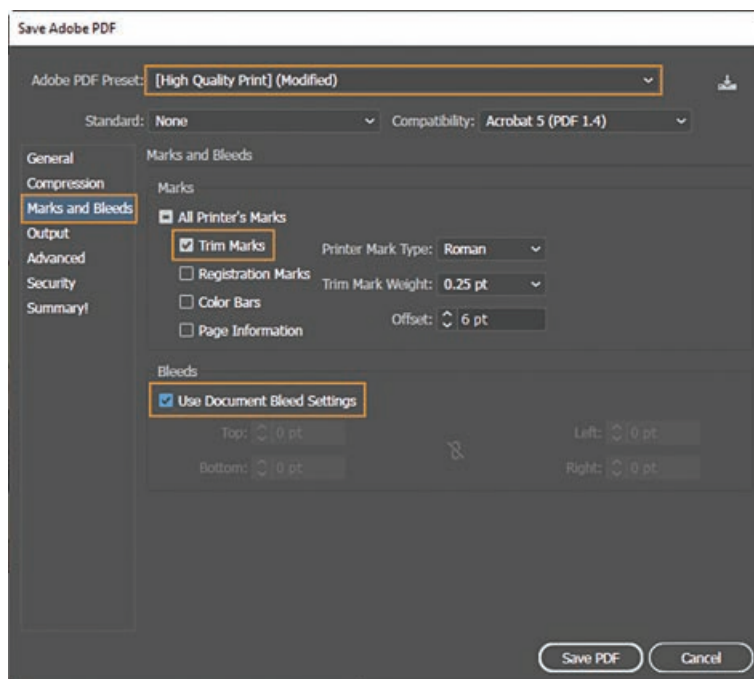 Save Adobe PDF
Adobe PDF Preset: [High Quality Print] (Modified)
Standard: None Compatibility: Acrobat 5 (PDF 1.4)
General
Compression
Marks and Bleeds
Output
Advanced
Security
Summary!
Marks and Bleeds
Marks
All Printer's Marks
Trim Marks
Registration Marks
Color Bars
Page Information
Printer Mark Type: Roman
Trim Mark Weight: 0.25 pt
Offset: 6 pt
Bleeds
Use Document Bleed Settings
Top: 0 pt Left: 0 pt
Bottom: 0 pt Right: 0 pt
Save PDF Cancel